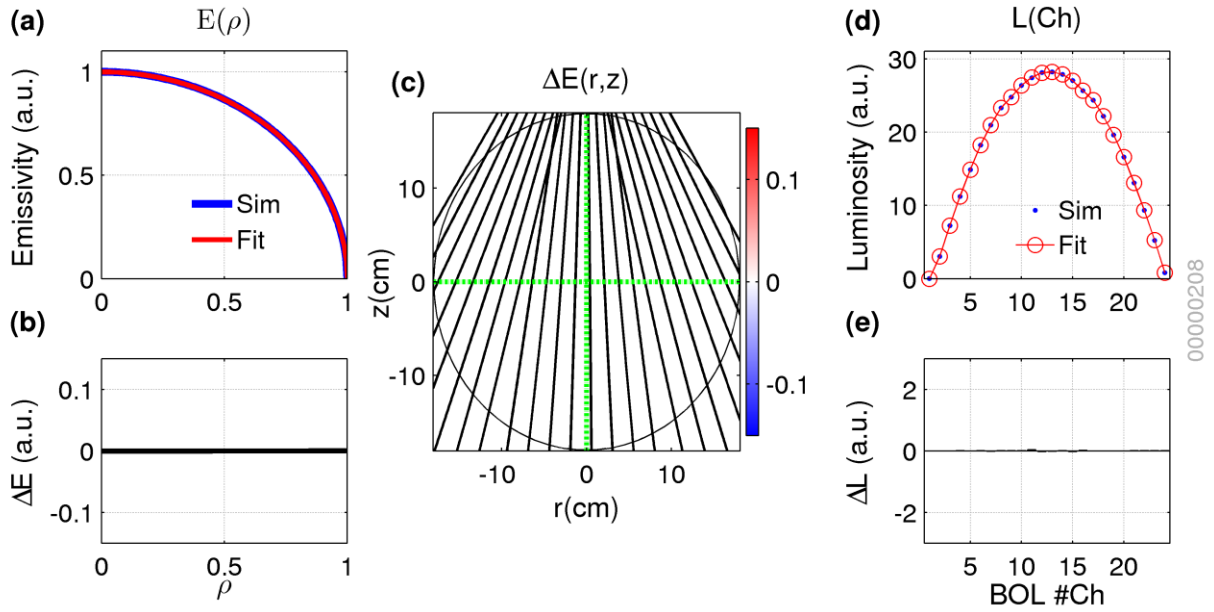 (a)
E(ρ)
Emissivity (a.u.)
1
0.5
0
Sim
Fit
0
0.5
1
(b)
ΔE (a.u.)
0.1
0
-0.1
0
0.5
1
ρ
(c)
ΔE(r,z)
z(cm)
10
0
-10
-10
0
10
r(cm)
0.1
0
-0.1
(d)
L(Ch)
Luminosity (a.u.)
30
20
10
0
Sim
Fit
5
10
15
20
(e)
ΔL (a.u.)
2
0
-2
5
10
15
20
BOL #Ch
00000208